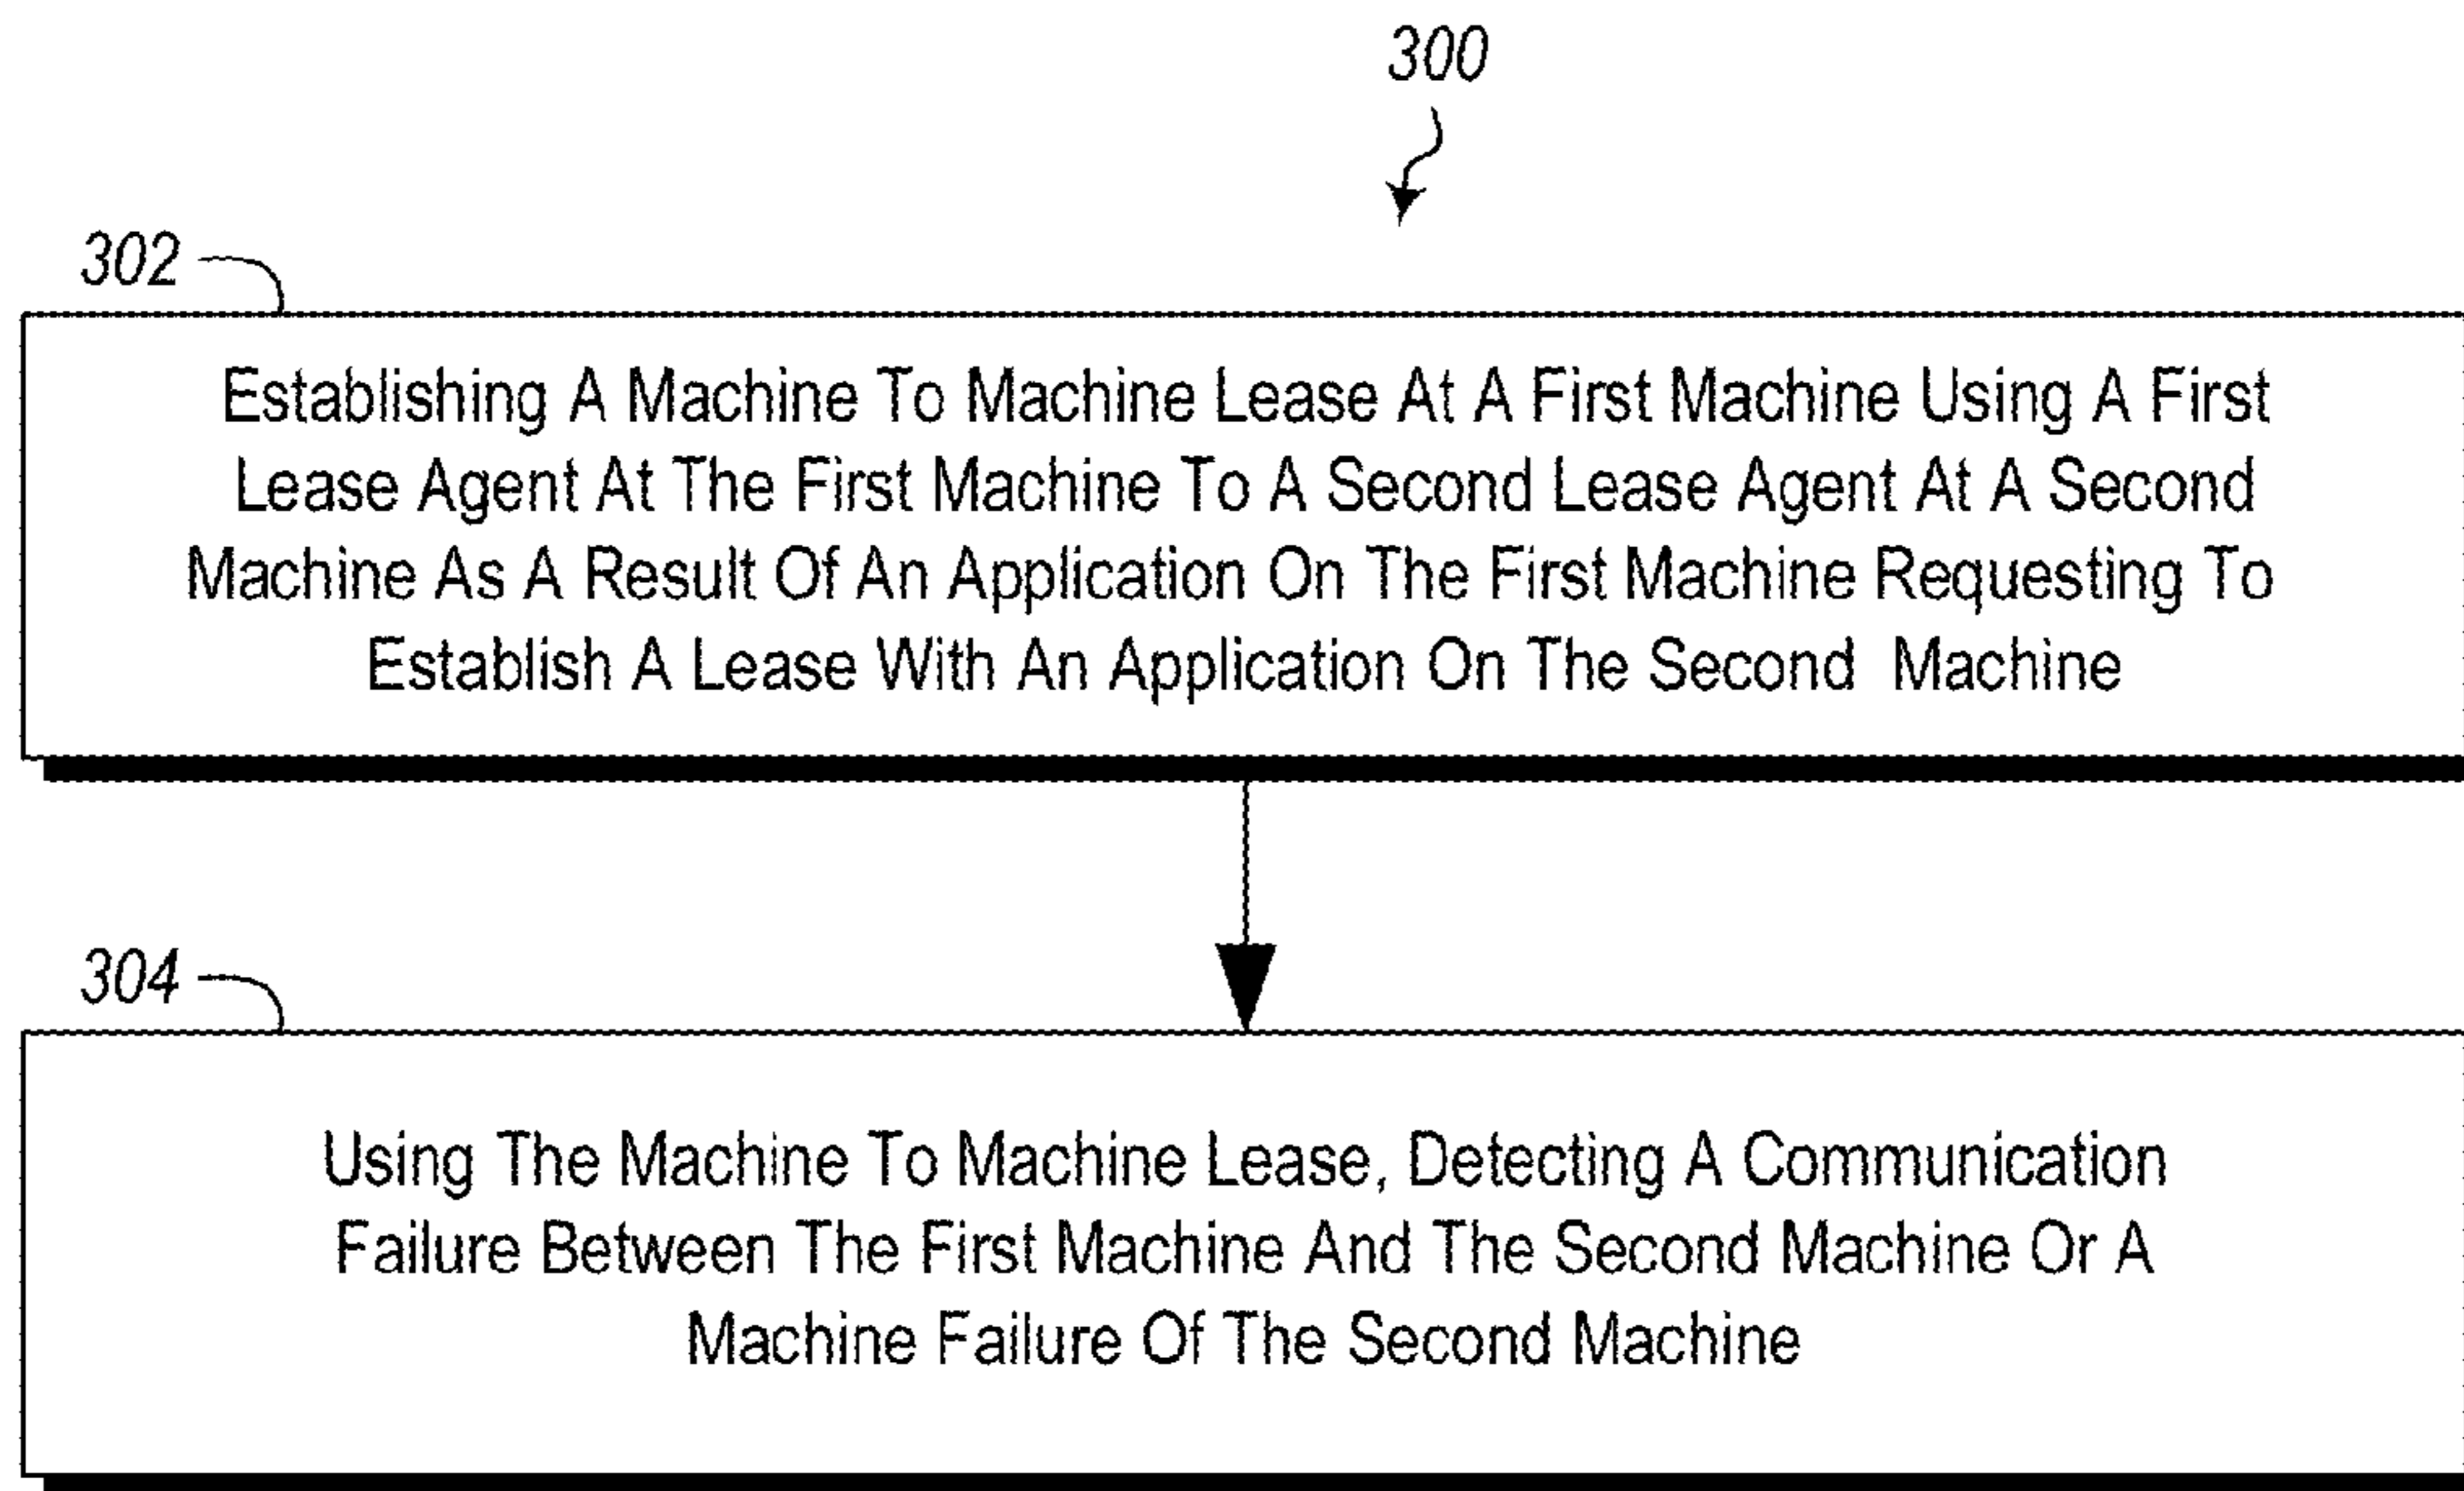 300
302
Establishing A Machine To Machine Lease At A First Machine Using A First
Lease Agent At The First Machine To A Second Lease Agent At A Second
Machine As A Result Of An Application On The First Machine Requesting To
Establish A Lease With An Application On The Second Machine
304
Using The Machine To Machine Lease, Detecting A Communication
Failure Between The First Machine And The Second Machine Or A
Machine Failure Of The Second Machine